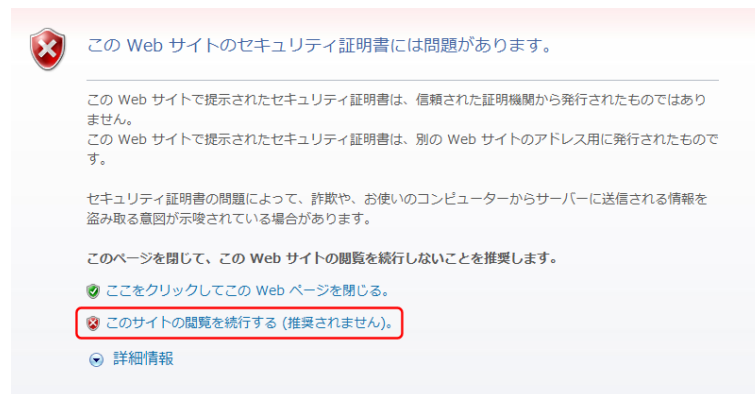 この Web サイトのセキュリティ証明書には問題があります。
この Web サイトで提示されたセキュリティ証明書は、信頼された証明機関から発行されたものではあり
ません。
この Web サイトで提示されたセキュリティ証明書は、別の Web サイトのアドレス用に発行されたもので
す。
セキュリティ証明書の問題によって、詐欺や、お使いのコンピューターからサーバーに送信される情報を
盗み取る意図が示唆されている場合があります。
このページを閉じて、この Web サイトの閲覧を続行しないことを推奨します。
ここをクリックしてこの Web ページを閉じる。
このサイトの閲覧を続行する (推奨されません)。
詳細情報